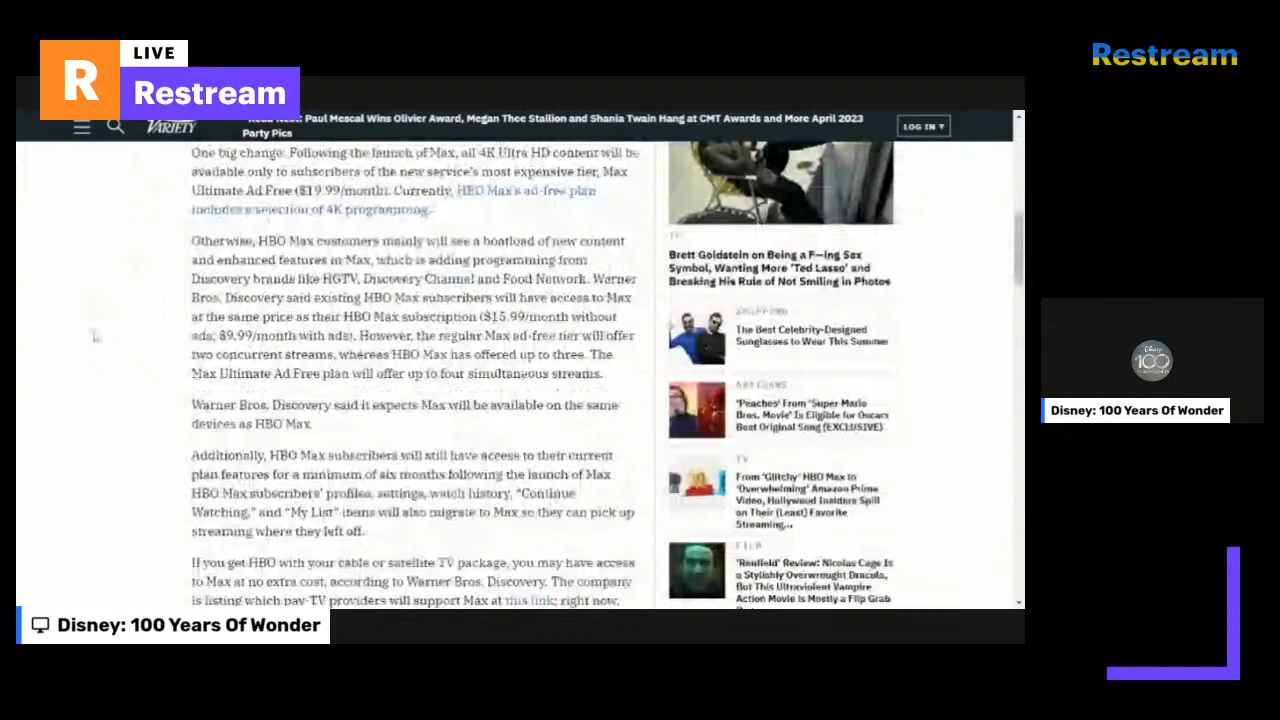 R
LIVE
Restream
Restream
VARIETY
Read Next: Paul Mescal Wins Olivier Award, Megan Thee Stallion and Shania Twain Hang at CMT Awards and More April 2023
Party Pics
LOG IN ▾
One big change: Following the launch of Max, all 4K Ultra HD content will be
available only to subscribers of the new service's most expensive tier, Max
Ultimate Ad Free ($19.99/month). Currently, HBO Max's ad-free plan
includes a selection of 4K programming.
Otherwise, HBO Max customers mainly will see a boatload of new content
and enhanced features in Max, which is adding programming from
Discovery brands like HGTV, Discovery Channel and Food Network. Warner
Bros. Discovery said existing HBO Max subscribers will have access to Max
at the same price as their HBO Max subscription ($15.99/month without
ads; $9.99/month with ads). However, the regular Max ad-free tier will offer
two concurrent streams, whereas HBO Max has offered up to three. The
Max Ultimate Ad Free plan will offer up to four simultaneous streams.
Warner Bros. Discovery said it expects Max will be available on the same
devices as HBO Max.
Additionally, HBO Max subscribers will still have access to their current
plan features for a minimum of six months following the launch of Max.
HBO Max subscribers' profiles, settings, watch history, "Continue
Watching," and "My List" items will also migrate to Max so they can pick up
streaming where they left off.
If you get HBO with your cable or satellite TV package, you may have access
to Max at no extra cost, according to Warner Bros. Discovery. The company
is listing which pay-TV providers will support Max at this link; right now,
TV
Brett Goldstein on Being a F—ing Sex
Symbol, Wanting More 'Ted Lasso' and
Breaking His Rule of Not Smiling in Photos
SHOPPING
The Best Celebrity-Designed
Sunglasses to Wear This Summer
ARTISANS
'Peaches' From 'Super Mario
Bros. Movie' Is Eligible for Oscars
Best Original Song (EXCLUSIVE)
TV
From 'Glitchy' HBO Max to
'Overwhelming' Amazon Prime
Video, Hollywood Insiders Spill
on Their (Least) Favorite
Streaming...
FILM
'Renfield' Review: Nicolas Cage Is
a Stylishly Overwrought Dracula,
But This Ultraviolent Vampire
Action Movie Is Mostly a Flip Grab
Disney
100
Disney: 100 Years Of Wonder
Disney: 100 Years Of Wonder